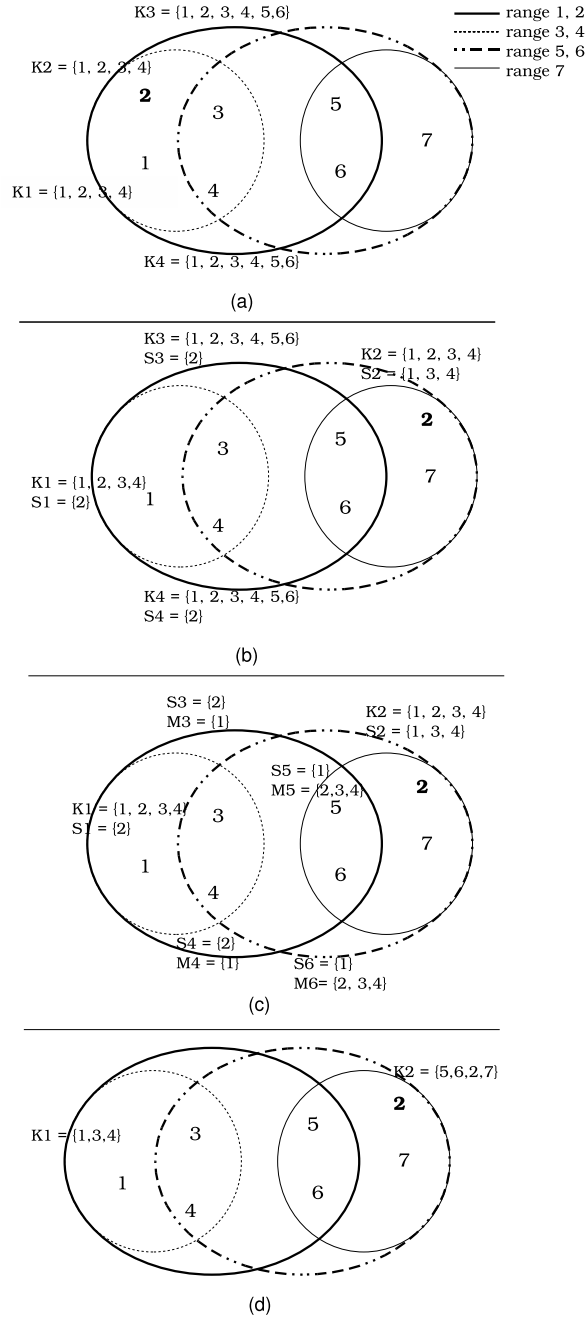 K3 = {1, 2, 3, 4, 5,6}
range 1, 2
range 3, 4
range 5, 6
range 7
K2 = {1, 2, 3, 4}
2
3
5
7
1
6
K1 = {1, 2, 3, 4}
4
K4 = {1, 2, 3, 4, 5,6}
(a)
K3 = {1, 2, 3, 4, 5,6}
S3 = {2}
K2 = {1, 2, 3, 4}
S2 = {1, 3, 4}
2
3
5
7
K1 = {1, 2, 3,4}
S1 = {2}
1
6
4
K4 = {1, 2, 3, 4, 5,6}
S4 = {2}
(b)
S3 = {2}
M3 = {1}
K2 = {1, 2, 3, 4}
S2 = {1, 3, 4}
S5 = {1}
M5 = {2,3,4}
2
K1 = {1, 2, 3,4}
S1 = {2}
3
5
7
1
6
4
S4 = {2}
M4 = {1}
S6 = {1}
M6= {2, 3,4}
(c)
K2 = {5,6,2,7}
2
K1 = {1,3,4}
3
5
7
1
6
4
(d)